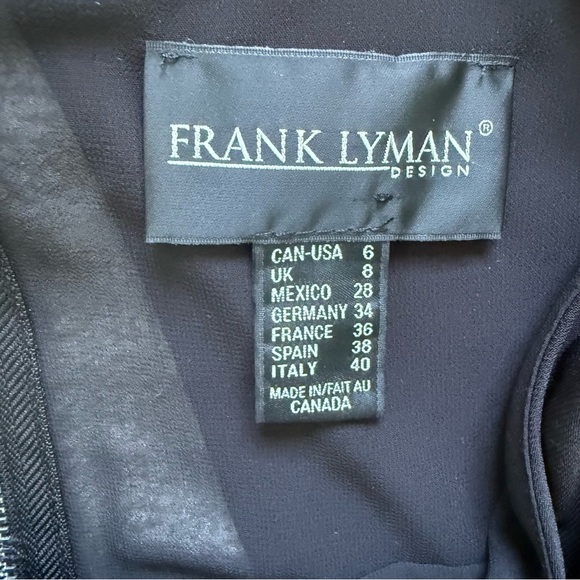 FRANK LYMAN®
DESIGN
CAN-USA 6
UK 8
MEXICO 28
GERMANY 34
FRANCE 36
SPAIN 38
ITALY 40
MADE IN/FAIT AU
CANADA